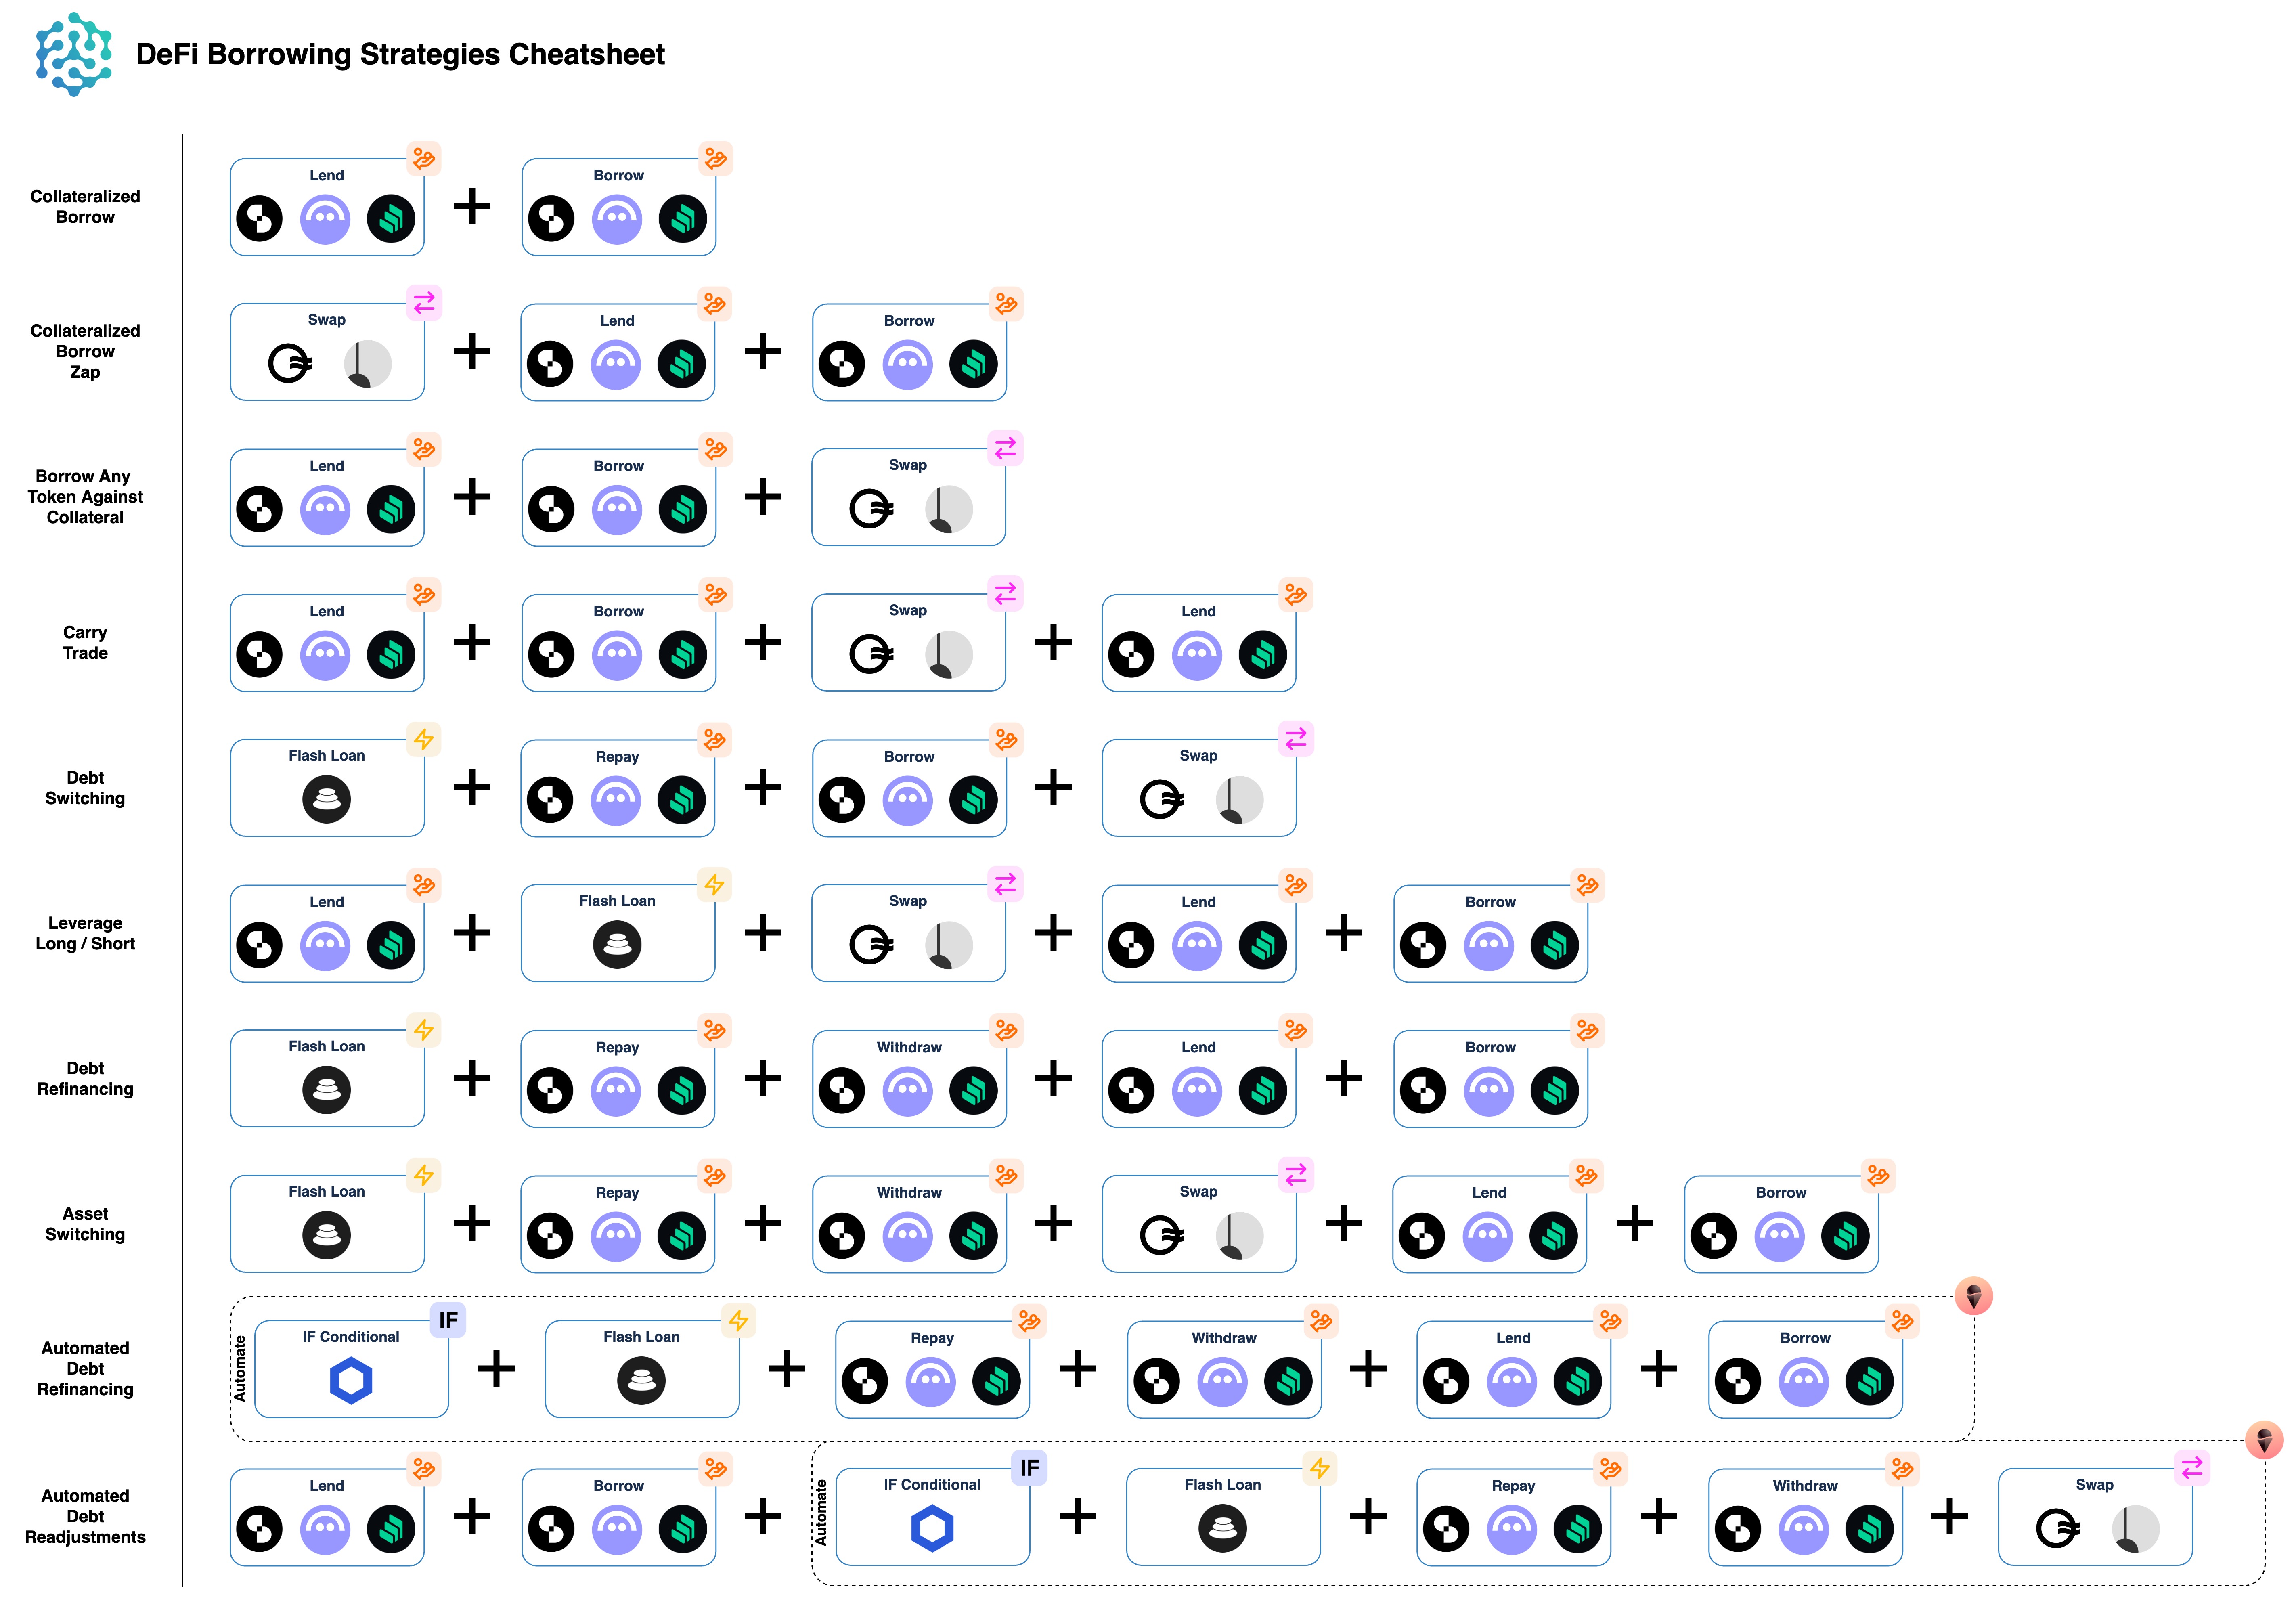 DeFi Borrowing Strategies Cheatsheet
Collateralized
Borrow
Lend
Borrow
Collateralized
Borrow
Zap
Swap
Lend
Borrow
Borrow Any
Token Against
Collateral
Lend
Borrow
Swap
Carry
Trade
Lend
Borrow
Swap
Lend
Debt
Switching
Flash Loan
Repay
Borrow
Swap
Leverage
Long / Short
Lend
Flash Loan
Swap
Lend
Borrow
Debt
Refinancing
Flash Loan
Repay
Withdraw
Lend
Borrow
Asset
Switching
Flash Loan
Repay
Withdraw
Swap
Lend
Borrow
Automated
Debt
Refinancing
Automate
IF Conditional
IF
Flash Loan
Repay
Withdraw
Lend
Borrow
Automated
Debt
Readjustments
Lend
Borrow
Automate
IF Conditional
IF
Flash Loan
Repay
Withdraw
Swap